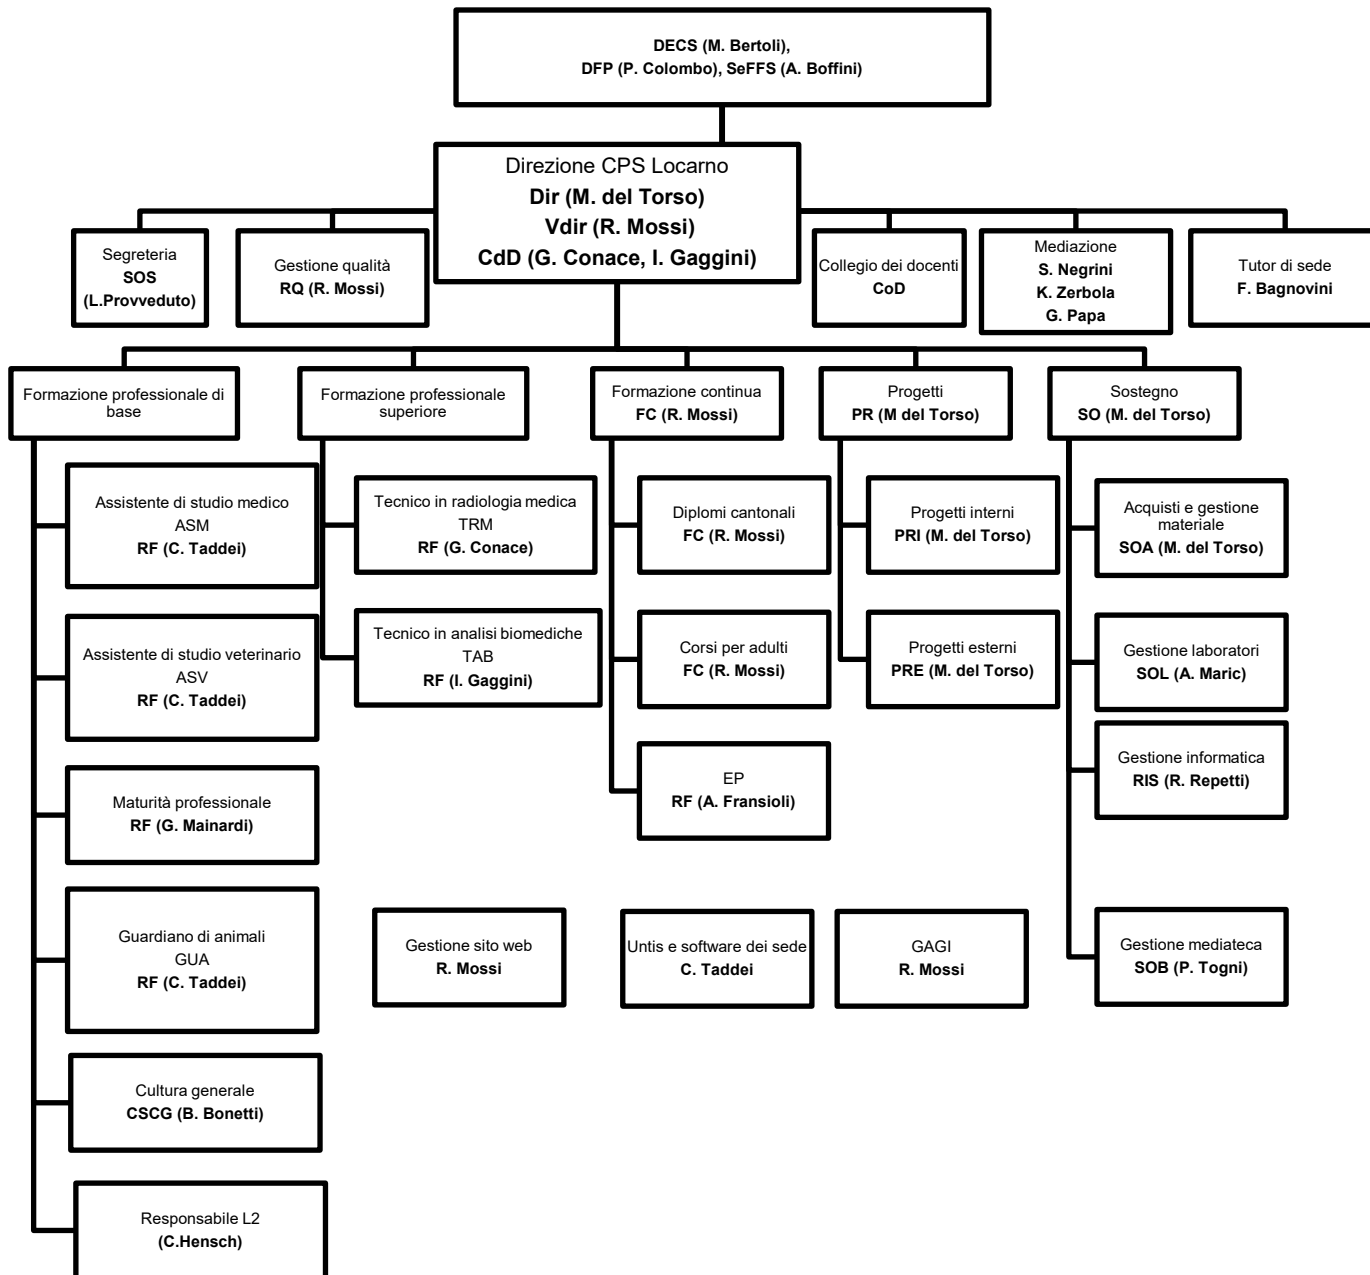 DECS (M. Bertoli),
DFP (P. Colombo), SeFFS (A. Boffini)
Direzione CPS Locarno
Dir (M. del Torso)
Vdir (R. Mossi)
CdD (G. Conace, I. Gaggini)
Segreteria
SOS
(L.Provveduto)
Gestione qualità
RQ (R. Mossi)
Collegio dei docenti
CoD
Mediazione
S. Negrini
K. Zerbola
G. Papa
Tutor di sede
F. Bagnovini
Formazione professionale di
base
Formazione professionale
superiore
Formazione continua
FC (R. Mossi)
Progetti
PR (M del Torso)
Sostegno
SO (M. del Torso)
Assistente di studio medico
ASM
RF (C. Taddei)
Tecnico in radiologia medica
TRM
RF (G. Conace)
Diplomi cantonali
FC (R. Mossi)
Progetti interni
PRI (M. del Torso)
Acquisti e gestione
materiale
SOA (M. del Torso)
Assistente di studio veterinario
ASV
RF (C. Taddei)
Tecnico in analisi biomediche
TAB
RF (I. Gaggini)
Corsi per adulti
FC (R. Mossi)
Progetti esterni
PRE (M. del Torso)
Gestione laboratori
SOL (A. Maric)
Maturità professionale
RF (G. Mainardi)
EP
RF (A. Fransioli)
Gestione informatica
RIS (R. Repetti)
Guardiano di animali
GUA
RF (C. Taddei)
Gestione sito web
R. Mossi
Untis e software dei sede
C. Taddei
GAGI
R. Mossi
Gestione mediateca
SOB (P. Togni)
Cultura generale
CSCG (B. Bonetti)
Responsabile L2
(C.Hensch)